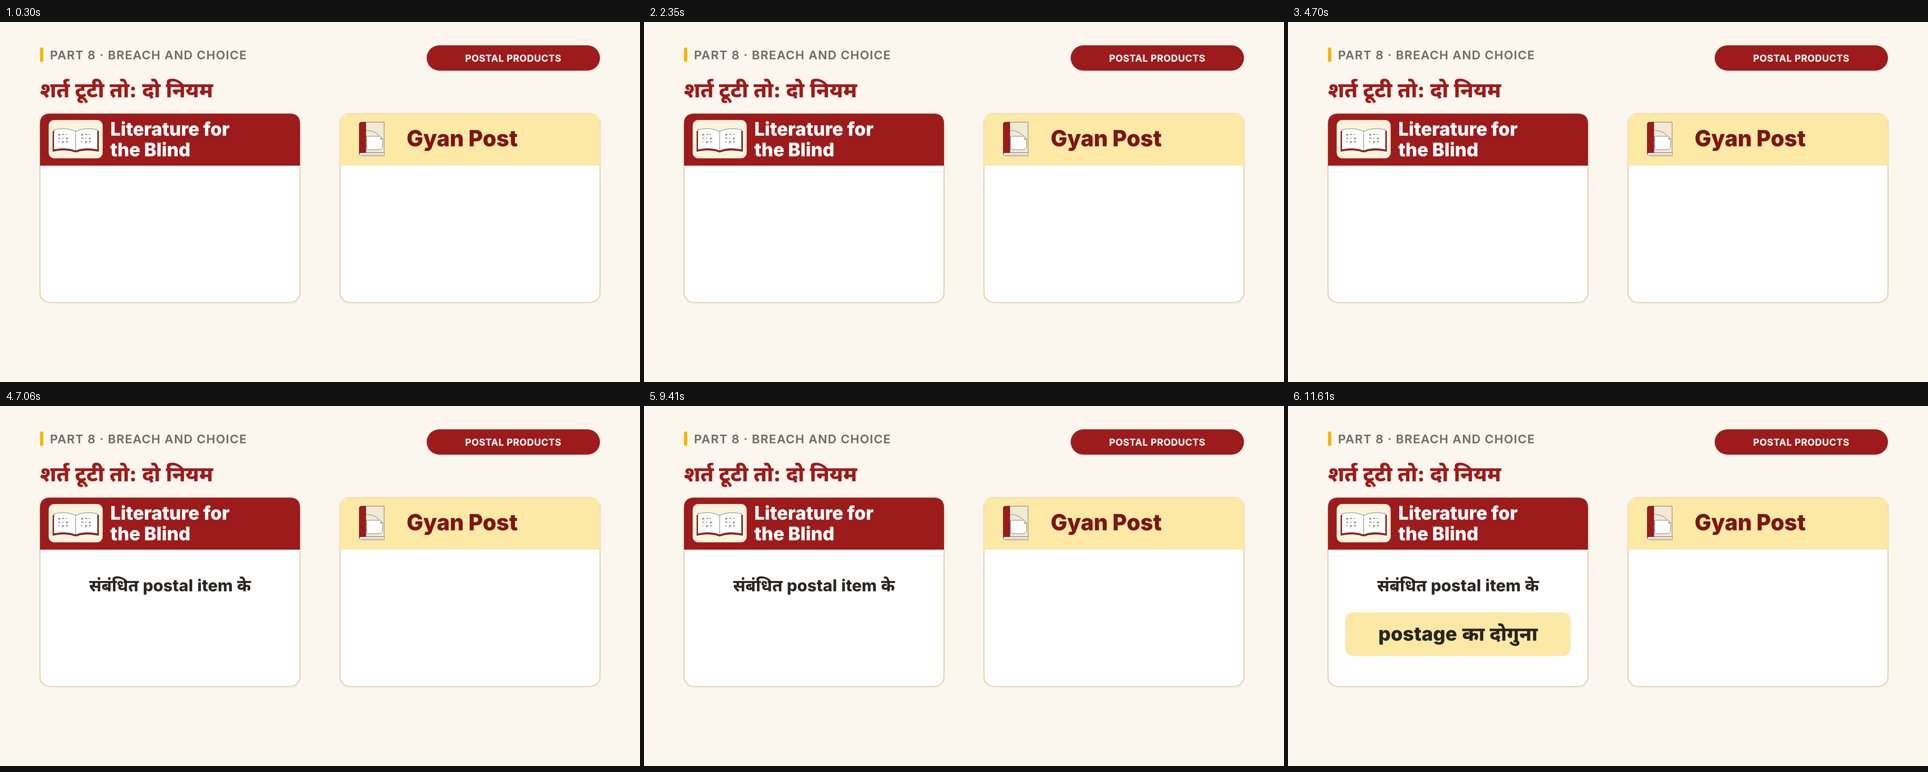 1. 0.30s
PART 8 · BREACH AND CHOICE
POSTAL PRODUCTS
शर्त टूटी तो: दो नियम
Literature for
the Blind
Gyan Post
2. 2.35s
PART 8 · BREACH AND CHOICE
POSTAL PRODUCTS
शर्त टूटी तो: दो नियम
Literature for
the Blind
Gyan Post
3. 4.70s
PART 8 · BREACH AND CHOICE
POSTAL PRODUCTS
शर्त टूटी तो: दो नियम
Literature for
the Blind
Gyan Post
4. 7.06s
PART 8 · BREACH AND CHOICE
POSTAL PRODUCTS
शर्त टूटी तो: दो नियम
Literature for
the Blind
Gyan Post
संबंधित postal item के
5. 9.41s
PART 8 · BREACH AND CHOICE
POSTAL PRODUCTS
शर्त टूटी तो: दो नियम
Literature for
the Blind
Gyan Post
संबंधित postal item के
6. 11.61s
PART 8 · BREACH AND CHOICE
POSTAL PRODUCTS
शर्त टूटी तो: दो नियम
Literature for
the Blind
Gyan Post
संबंधित postal item के
postage का दोगुना